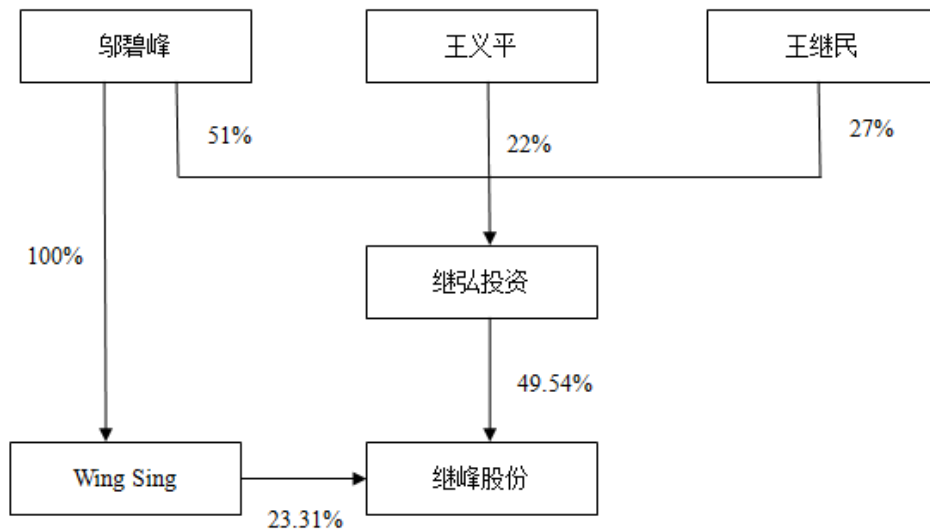 邬碧峰
王义平
王继民
51%
22%
27%
100%
继弘投资
49.54%
Wing Sing
继峰股份
23.31%